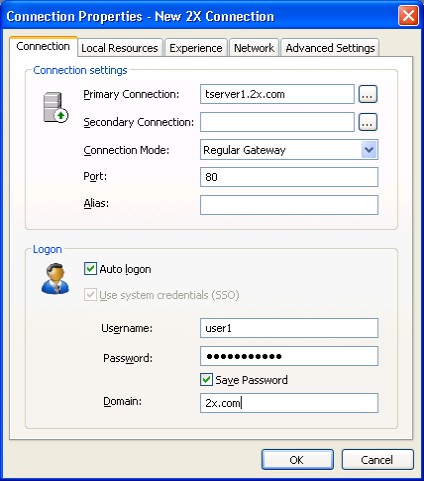 Connection Properties - New 2X Connection
Connection Local Resources Experience Network Advanced Settings
Connection settings
Primary Connection: tserver1.2x.com ...
Secondary Connection: ...
Connection Mode: Regular Gateway
Port: 80
Alias:
Logon
Auto logon
Use system credentials (SSO)
Username: user1
Password: ●●●●●●●●●●●
Save Password
Domain: 2x.com
OK Cancel